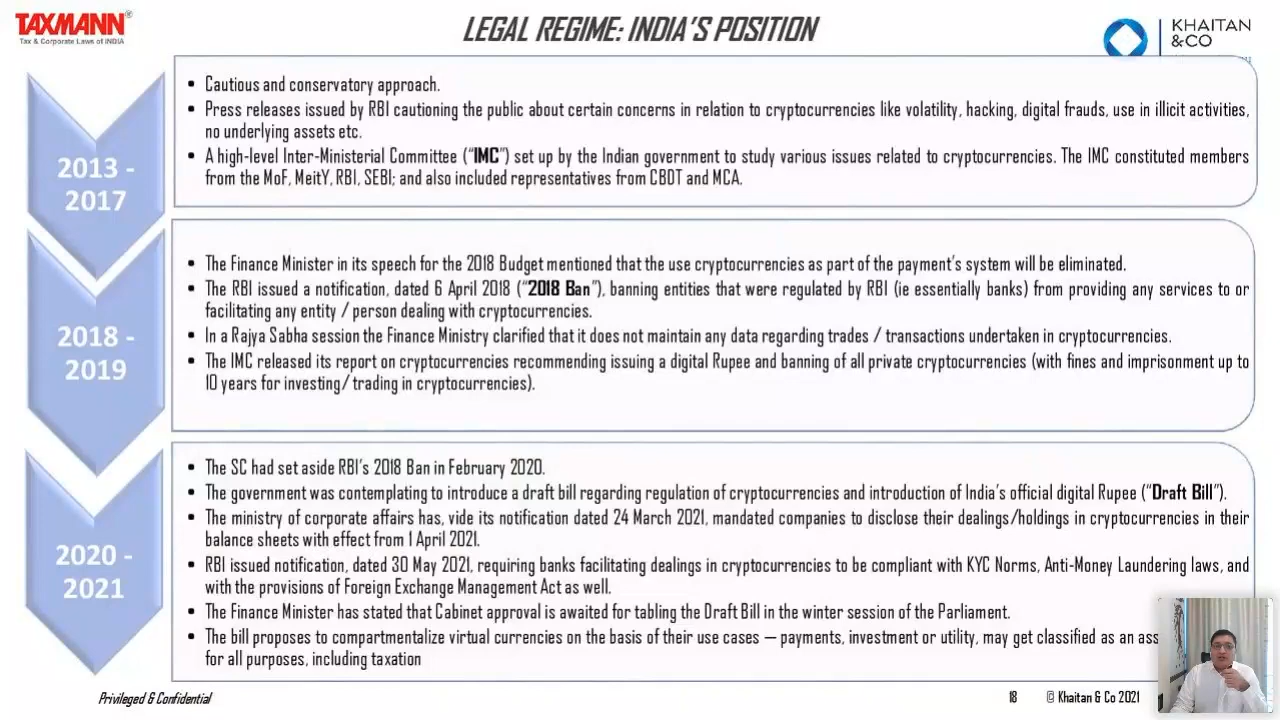 TAXMANN®
Tax & Corporate Laws of INDIA
LEGAL REGIME: INDIA'S POSITION
KHAITAN
&CO
2013 -
2017
• Cautious and conservatory approach.
• Press releases issued by RBI cautioning the public about certain concerns in relation to cryptocurrencies like volatility, hacking, digital frauds, use in illicit activities,
no underlying assets etc.
• A high-level Inter-Ministerial Committee ("IMC") set up by the Indian government to study various issues related to cryptocurrencies. The IMC constituted members
from the MoF, MeitY, RBI, SEBI; and also included representatives from CBDT and MCA.
2018 -
2019
• The Finance Minister in its speech for the 2018 Budget mentioned that the use cryptocurrencies as part of the payment's system will be eliminated.
• The RBI issued a notification, dated 6 April 2018 ("2018 Ban"), banning entities that were regulated by RBI (ie essentially banks) from providing any services to or
facilitating any entity / person dealing with cryptocurrencies.
• In a Rajya Sabha session the Finance Ministry clarified that it does not maintain any data regarding trades / transactions undertaken in cryptocurrencies.
• The IMC released its report on cryptocurrencies recommending issuing a digital Rupee and banning of all private cryptocurrencies (with fines and imprisonment up to
10 years for investing/ trading in cryptocurrencies).
2020 -
2021
• The SC had set aside RBI's 2018 Ban in February 2020.
• The government was contemplating to introduce a draft bill regarding regulation of cryptocurrencies and introduction of India's official digital Rupee ("Draft Bill").
• The ministry of corporate affairs has, vide its notification dated 24 March 2021, mandated companies to disclose their dealings/holdings in cryptocurrencies in their
balance sheets with effect from 1 April 2021.
• RBI issued notification, dated 30 May 2021, requiring banks facilitating dealings in cryptocurrencies to be compliant with KYC Norms, Anti-Money Laundering laws, and
with the provisions of Foreign Exchange Management Act as well.
• The Finance Minister has stated that Cabinet approval is awaited for tabling the Draft Bill in the winter session of the Parliament.
• The bill proposes to compartmentalize virtual currencies on the basis of their use cases – payments, investment or utility, may get classified as an
for all purposes, including taxation
Privileged & Confidential
18
© Khaitan & Co 2021